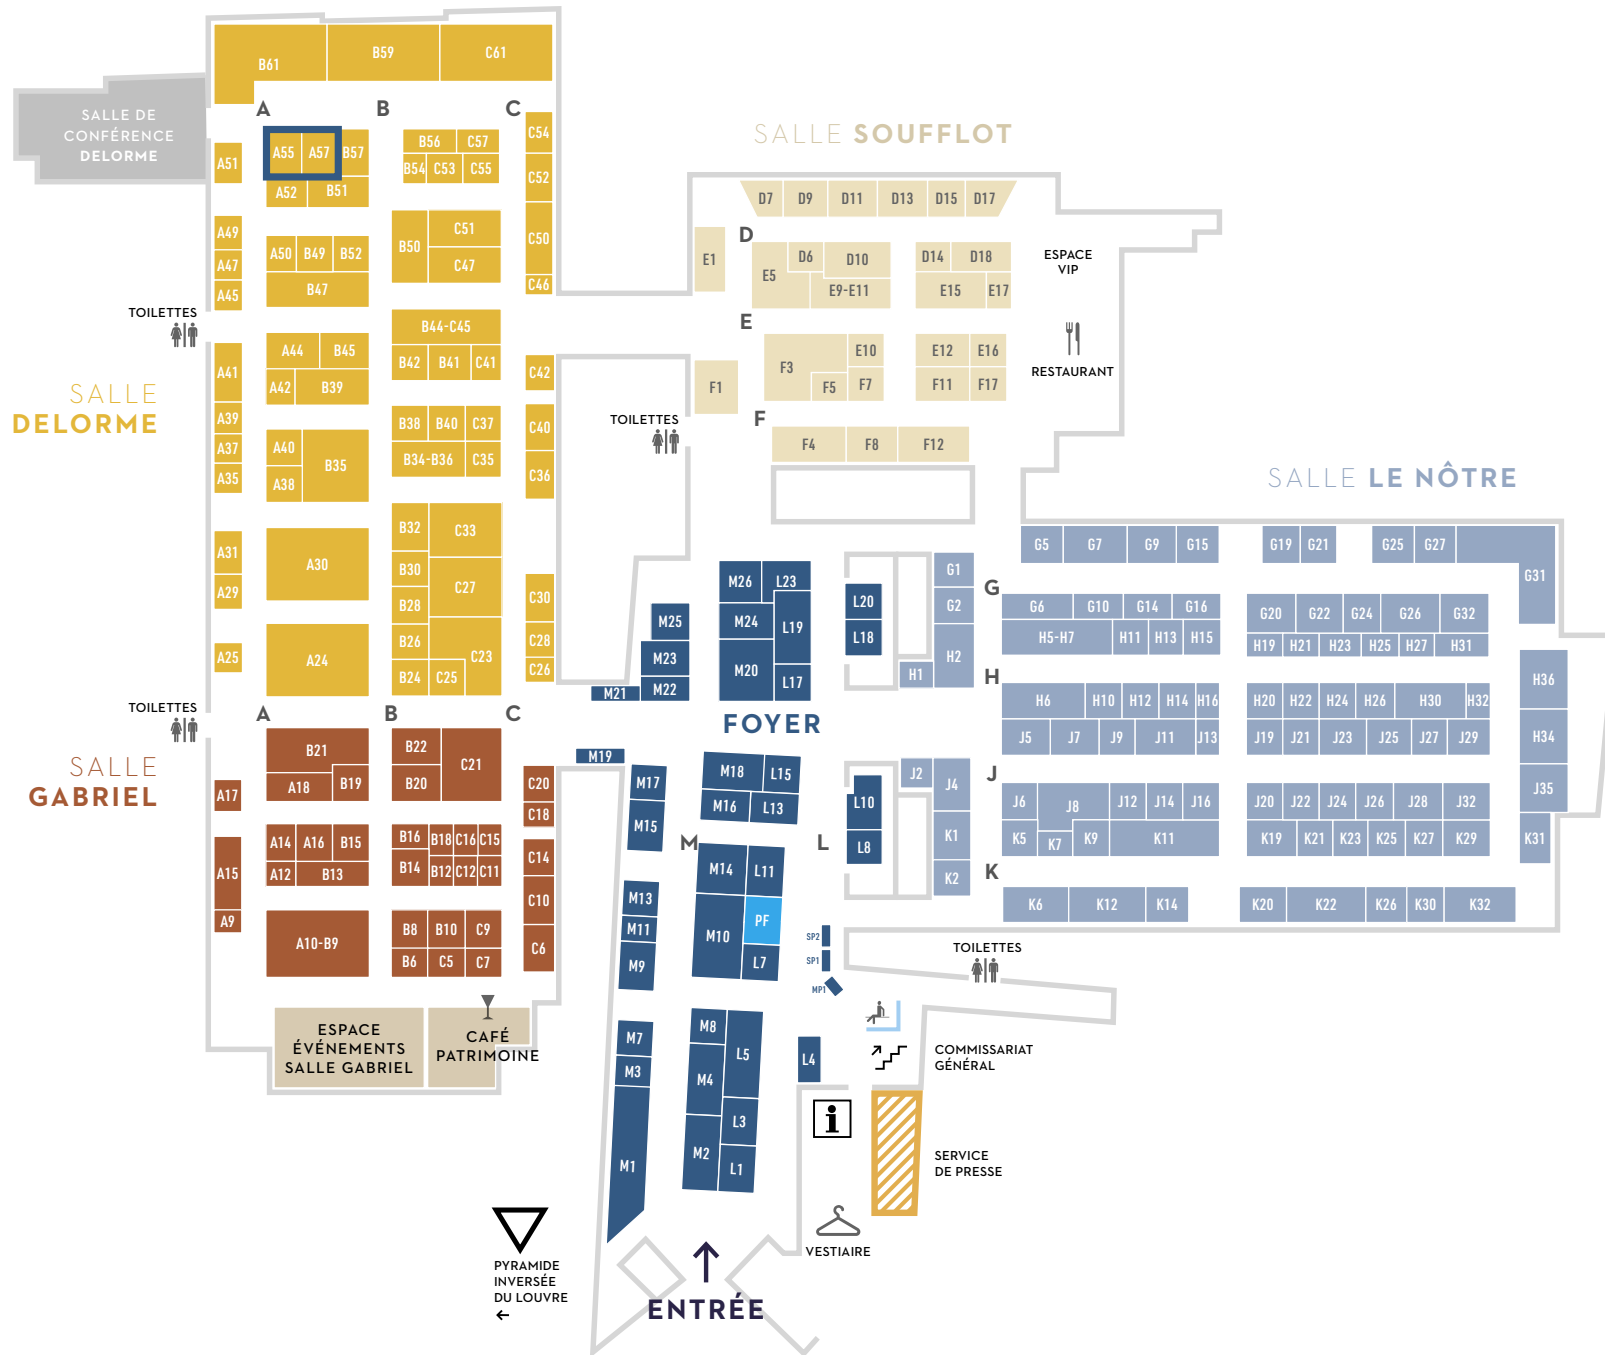 B61
B59
C61
A
B
C
SALLE DE
CONFÉRENCE
DELORME
A51
A55
A57
B57
A52
B51
B56
C57
B54
C53
C55
C54
C52
A49
A47
A45
A50
B49
B52
B47
B50
C51
C47
C50
C46
TOILETTES
SALLE
DELORME
A41
A39
A37
A35
A44
B45
A42
B39
B44-C45
B42
B41
C41
C42
A40
A38
B35
B38
B40
C37
B34-B36
C35
C40
C36
A31
A29
A25
A30
A24
B32
B30
B28
B26
B24
C33
C27
C23
C25
C30
C28
C26
TOILETTES
A
B
C
SALLE
GABRIEL
A17
A15
A9
B21
A18
B19
B22
B20
C21
C20
C18
A14
A16
B15
A12
B13
B16
B18
C16
C15
B14
B12
C12
C11
C14
C10
C6
A10-B9
B8
B10
C9
B6
C5
C7
ESPACE
ÉVÉNEMENTS
SALLE GABRIEL
CAFÉ
PATRIMOINE
SALLE SOUFFLOT
D7
D9
D11
D13
D15
D17
E1
D
E5
D6
D10
E9-E11
D14
D18
E15
E17
ESPACE
VIP
E
F1
F3
E10
F5
F7
E12
E16
F11
F17
RESTAURANT
TOILETTES
F
F4
F8
F12
SALLE LE NÔTRE
G5
G7
G9
G15
G19
G21
G25
G27
G31
G1
G2
H2
H1
G
G6
G10
G14
G16
H5-H7
H11
H13
H15
G20
G22
G24
G26
G32
H19
H21
H23
H25
H27
H31
H
H6
H10
H12
H14
H16
J5
J7
J9
J11
J13
H20
H22
H24
H26
H30
H32
J19
J21
J23
J25
J27
J29
H36
H34
J35
K31
J2
J4
K1
K2
J
J6
J8
J12
J14
J16
K5
K7
K9
K11
J20
J22
J24
J26
J28
J32
K19
K21
K23
K25
K27
K29
K
K6
K12
K14
K20
K22
K26
K30
K32
TOILETTES
M26
L23
M24
L19
M20
L17
M25
M23
M22
M21
L20
L18
FOYER
M19
M17
M15
M18
L15
M16
L13
L10
L8
M
L
M14
L11
M10
PF
L7
M13
M11
M9
SP2
SP1
MP1
M7
M3
M1
M8
L5
M4
L3
M2
L1
L4
COMMISSARIAT
GÉNÉRAL
i
SERVICE
DE PRESSE
VESTIAIRE
PYRAMIDE
INVERSÉE
DU LOUVRE
←
ENTRÉE